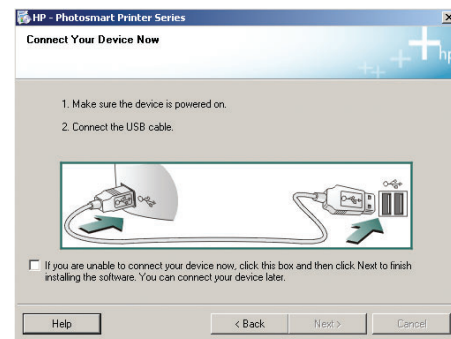 HP - Photosmart Printer Series
Connect Your Device Now
hp
1. Make sure the device is powered on.
2. Connect the USB cable.
If you are unable to connect your device now, click this box and then click Next to finish
installing the software. You can connect your device later.
Help
< Back
Next >
Cancel